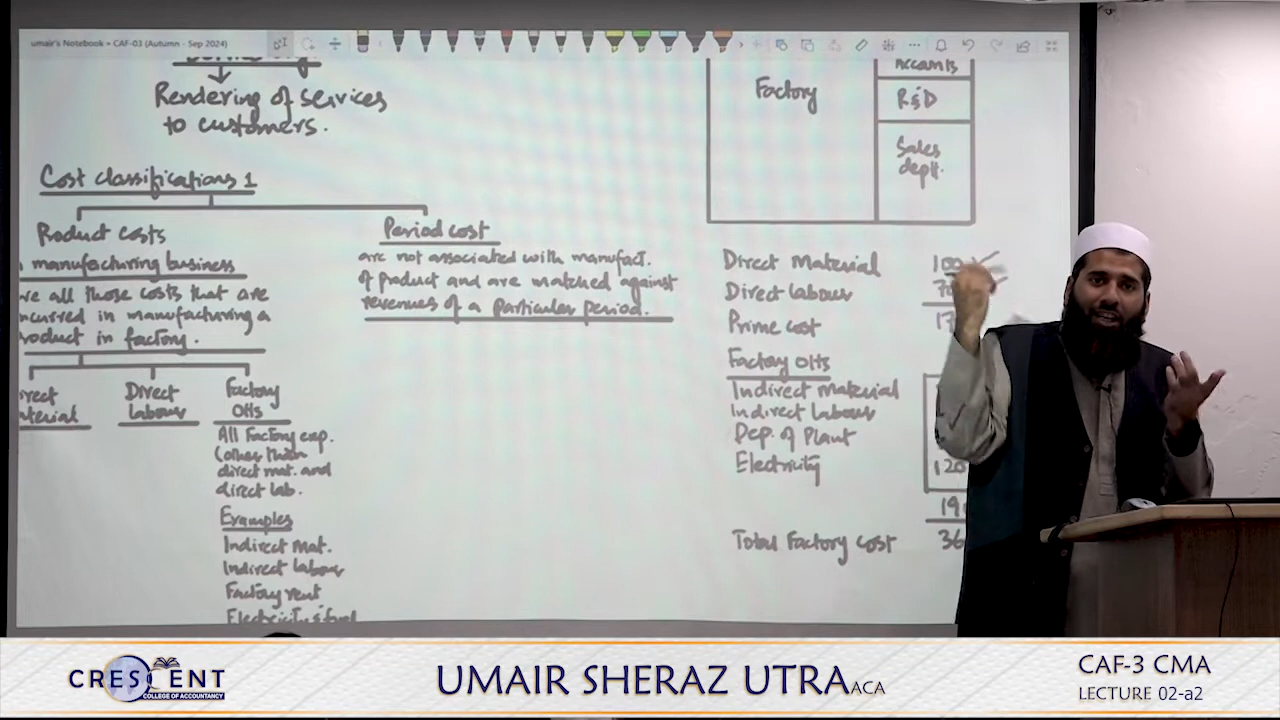 umair's Notebook » CAF-03 (Autumn - Sep 2024)
Rendering of services
to customers.
Cost classifications 1
Product costs
manufacturing business
are all those costs that are
incurred in manufacturing a
product in factory.
Direct
material
Direct
labour
Factory
OHs
All Factory exp.
(other than
direct mat. and
direct lab.
Examples
Indirect mat.
Indirect labour
Factory rent
Electricity & fuel
Period cost
are not associated with manufact.
of product and are matched against
revenues of a particular period.
Factory
Accounts
R&D
Sales
deptt.
Direct Material 100
Direct labour
Prime cost
Factory OHs
Indirect material
Indirect labour
Dep. of Plant
Electricity 120
Total Factory cost
CRESCENT
COLLEGE OF ACCOUNTANCY
UMAIR SHERAZ UTRA ACA
CAF-3 CMA
LECTURE 02-a2